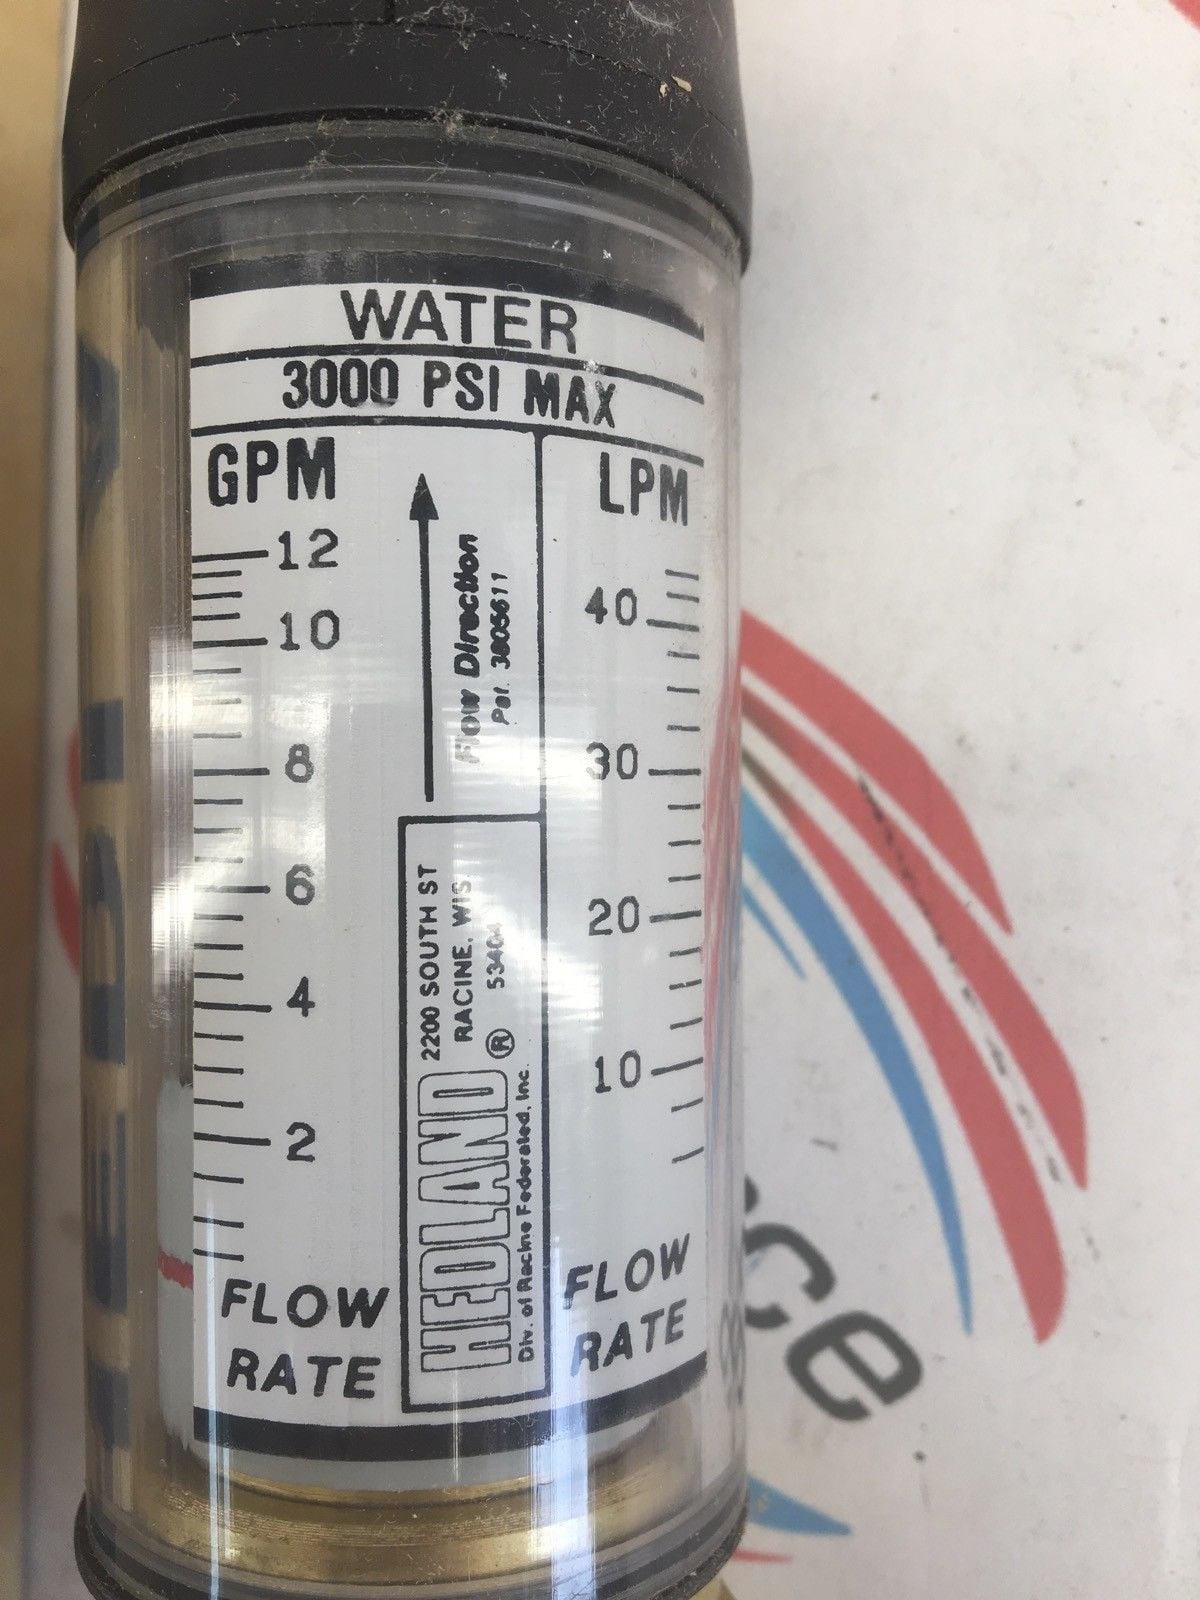 WATER
3000 PSI MAX
GPM
LPM
12
10
8
6
4
2
Flow Direction
Pat. 3805611
40
30
20
10
2200 SOUTH ST
RACINE, WIS.
53404
HEDLAND®
Div. of Racine Federated, Inc.
FLOW
RATE
FLOW
RATE